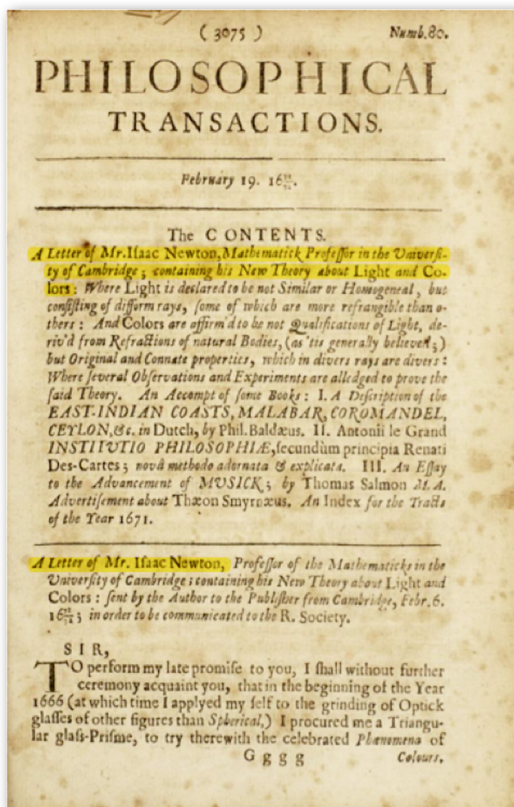 ( 3075 ) Numb.80.
PHILOSOPHICAL
TRANSACTIONS.
February 19. 167½.
The CONTENTS.
A Letter of Mr. Iſaac Newton, Mathematick Profeſſor in the Univerſi-
ty of Cambridge ; containing his New Theory about Light and Co-
lors : Where Light is declared to be not Similar or Homogeneal, but
conſiſting of difform rays, ſome of which are more refrangible than o-
thers : And Colors are affirm'd to be not Qualifications of Light, de-
riv'd from Refractions of natural Bodies, (as 'tis generally believed ;)
but Original and Connate properties, which in divers rays are divers :
Where ſeveral Obſervations and Experiments are alledged to prove the
ſaid Theory. An Accompt of ſome Books : I. A Deſcription of the
EAST-INDIAN COASTS, MALABAR, COROMANDEL,
CEYLON, &c. in Dutch, by Phil. Baldæus. II. Antonii le Grand
INSTITVTIO PHILOSOPHIÆ, ſecundùm principia Renati
Des-Cartes ; novâ methodo adornata & explicata. III. An Eſſay
to the Advancement of MVSICK ; by Thomas Salmon M. A.
Advertiſement about Thæon Smyrnæus. An Index for the Tracts
of the Year 1671.
A Letter of Mr. Iſaac Newton, Profeſſor of the Mathematicks in the
Univerſity of Cambridge ; containing his New Theory about Light and
Colors : ſent by the Author to the Publiſher from Cambridge, Febr. 6.
167½ ; in order to be communicated to the R. Society.
SIR,
TO perform my late promiſe to you, I ſhall without further
ceremony acquaint you, that in the beginning of the Year
1666 (at which time I applyed my ſelf to the grinding of Optick
glaſſes of other figures than Spherical,) I procured me a Triangu-
lar glaſs-Priſme, to try therewith the celebrated Phænomena of
Gggg Colours.